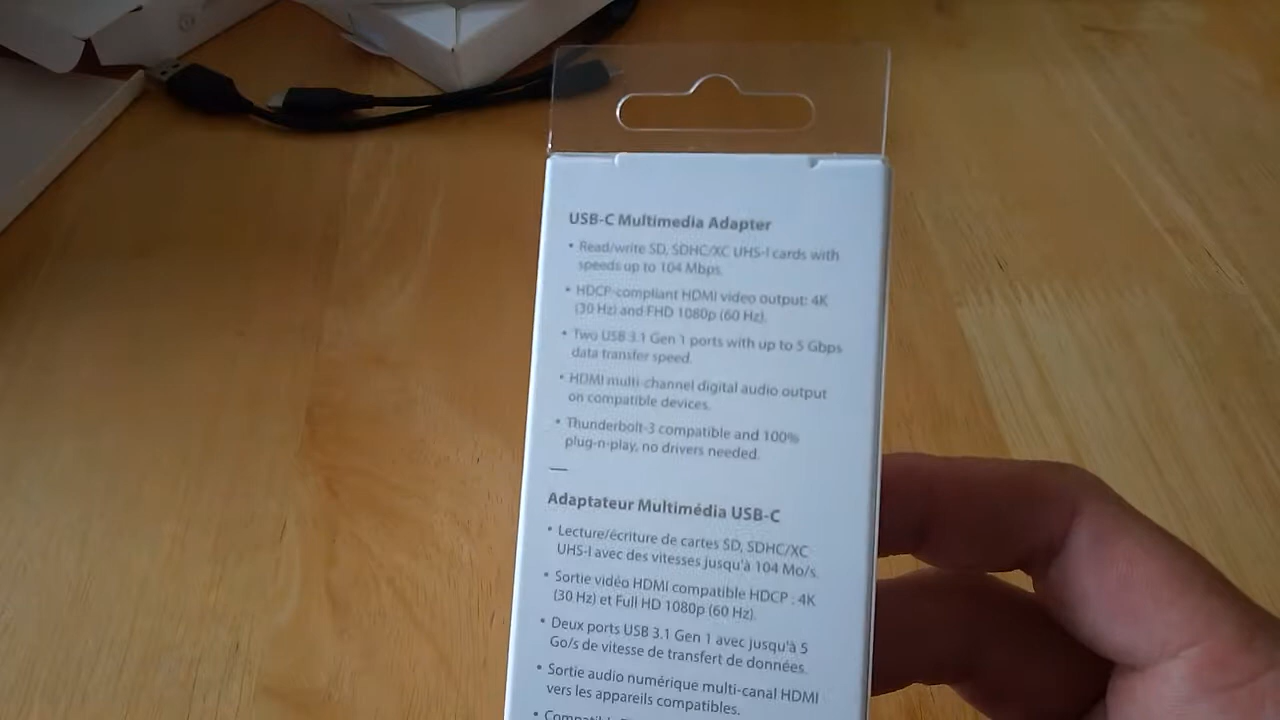 USB-C Multimedia Adapter
• Read/write SD, SDHC/XC UHS-I cards with
speeds up to 104 Mbps.
• HDCP-compliant HDMI video output: 4K
(30 Hz) and FHD 1080p (60 Hz).
• Two USB 3.1 Gen 1 ports with up to 5 Gbps
data transfer speed.
• HDMI multi-channel digital audio output
on compatible devices.
• Thunderbolt-3 compatible and 100%
plug-n-play, no drivers needed.
—
Adaptateur Multimédia USB-C
• Lecture/écriture de cartes SD, SDHC/XC
UHS-I avec des vitesses jusqu'à 104 Mo/s.
• Sortie vidéo HDMI compatible HDCP : 4K
(30 Hz) et Full HD 1080p (60 Hz).
• Deux ports USB 3.1 Gen 1 avec jusqu'à 5
Go/s de vitesse de transfert de données.
• Sortie audio numérique multi-canal HDMI
vers les appareils compatibles.